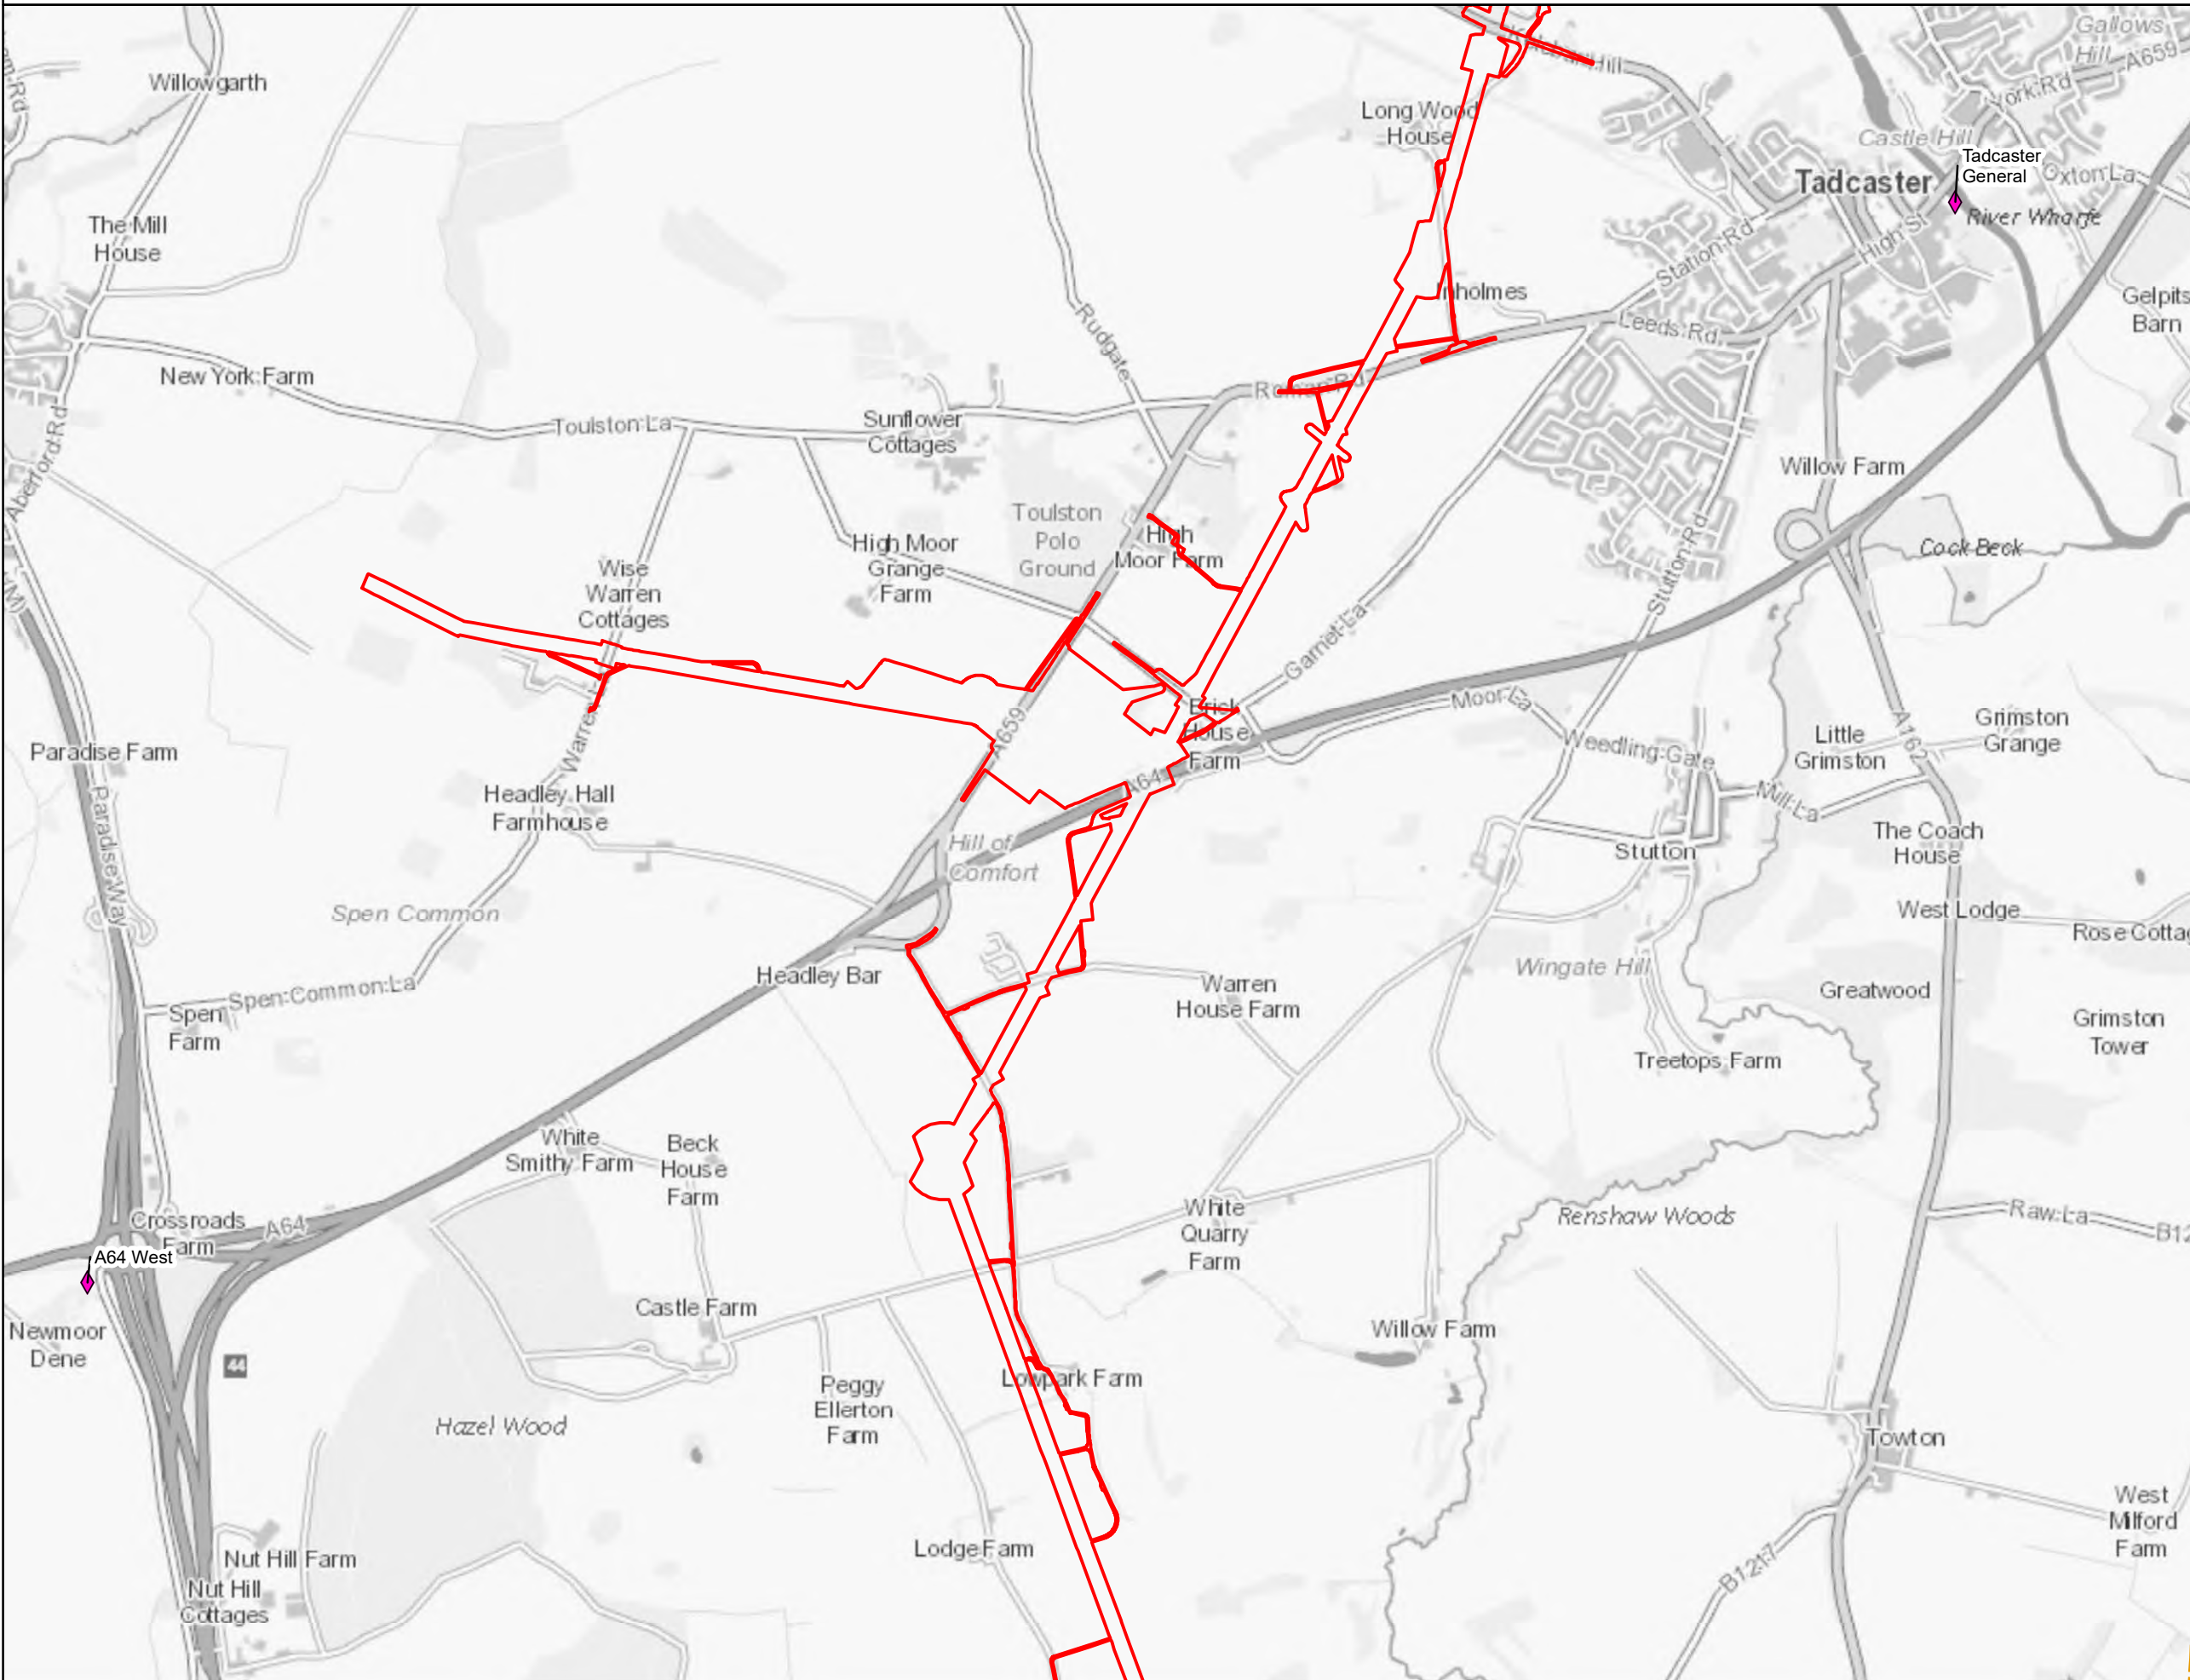 Gallows
Hill
A659
York Rd
Willowgarth
Long Wood
House
Castle Hill
Tadcaster
General
Tadcaster
Oxton La
River Wharfe
High St
Station Rd
The Mill
House
Inholmes
Gelpits
Barn
Leeds Rd
Rudgate
New York Farm
Roman Rd
Aberford Rd
Toulston La
Sunflower
Cottages
Willow Farm
Toulston
Polo
Ground
High
Moor Farm
High Moor
Grange
Farm
Cock Beck
Wise
Warren
Cottages
Stutton Rd
Garnet La
Moor La
Brick
House
Farm
A659
A64
A162
Grimston
Grange
Little
Grimston
Weedling Gate
Mill La
Paradise Farm
Paradise Way
Headley Hall
Farmhouse
Hill of
Comfort
The Coach
House
Stutton
Spen Common
West Lodge
Headley Bar
Wingate Hill
Warren
House Farm
Greatwood
Spen Common La
Spen
Farm
Grimston
Tower
Treetops Farm
White
Smithy Farm
Beck
House
Farm
White
Quarry
Farm
Renshaw Woods
Raw La
Crossroads
Farm
A64
A64 West
Castle Farm
Newmoor
Dene
44
Willow Farm
Lowpark Farm
Peggy
Ellerton
Farm
Hazel Wood
Towton
West
Milford
Farm
Lodge Farm
B1217
Nut Hill Farm
Nut Hill
Cottages